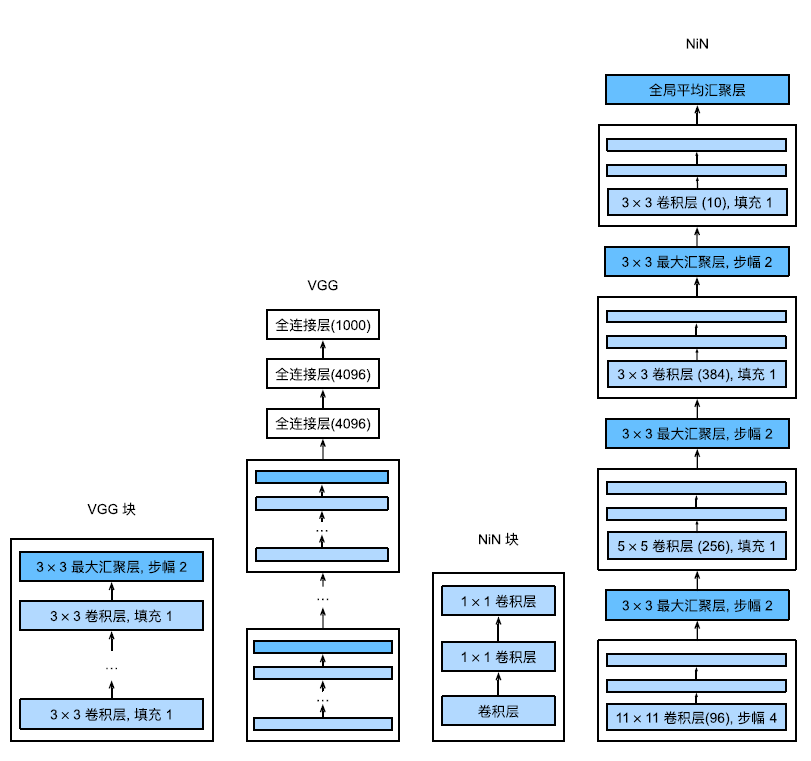 VGG 块
3 × 3 最大汇聚层, 步幅 2
3 × 3 卷积层, 填充 1
...
3 × 3 卷积层, 填充 1
VGG
全连接层(1000)
全连接层(4096)
全连接层(4096)
...
...
...
NiN 块
1 × 1 卷积层
1 × 1 卷积层
卷积层
NiN
全局平均汇聚层
3 × 3 卷积层 (10), 填充 1
3 × 3 最大汇聚层, 步幅 2
3 × 3 卷积层 (384), 填充 1
3 × 3 最大汇聚层, 步幅 2
5 × 5 卷积层 (256), 填充 1
3 × 3 最大汇聚层, 步幅 2
11 × 11 卷积层(96), 步幅 4